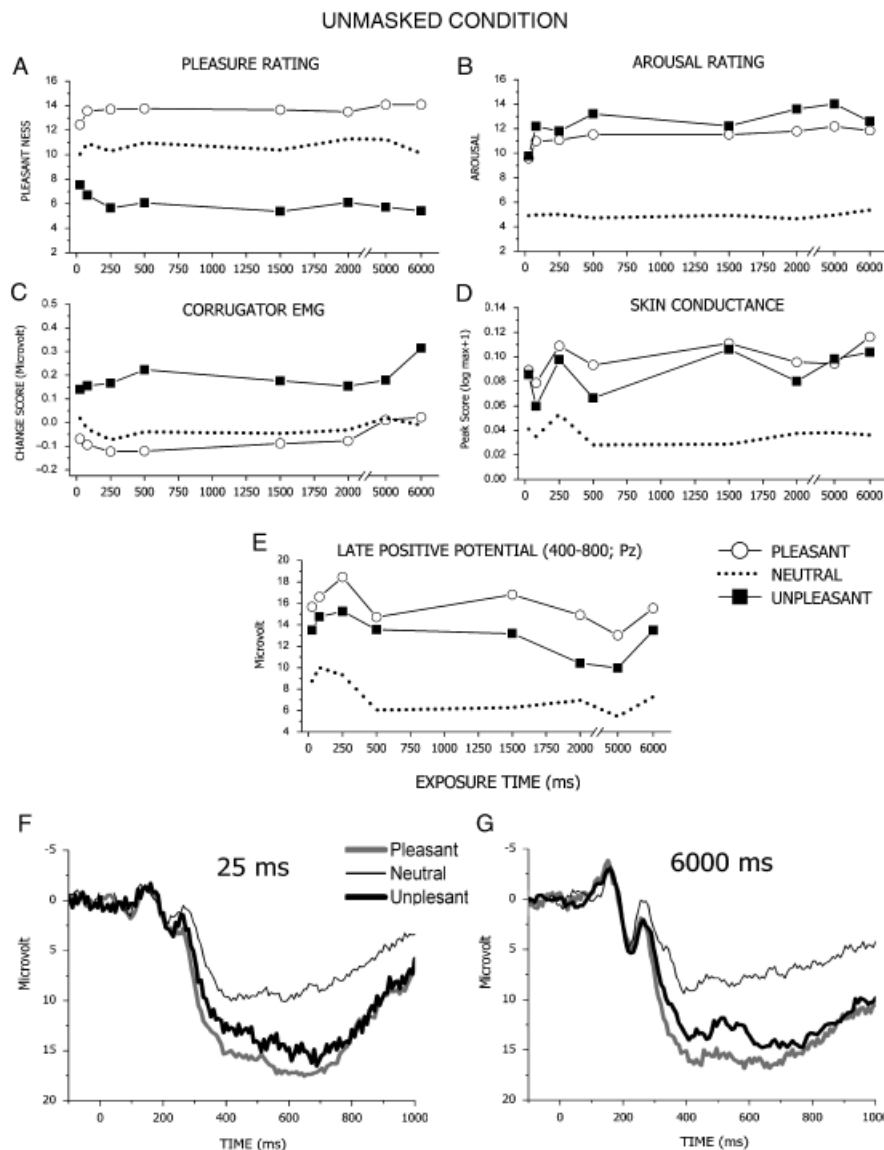 UNMASKED CONDITION
A
PLEASURE RATING
PLEASANT NESS
16
14
12
10
8
6
4
2
0 250 500 750 1000 1250 1500 1750 2000 5000 6000
B
AROUSAL RATING
AROUSAL
16
14
12
10
8
6
4
2
0 250 500 750 1000 1250 1500 1750 2000 5000 6000
C
CORRUGATOR EMG
CHANGE SCORE (Microvolt)
0.5
0.4
0.3
0.2
0.1
0.0
-0.1
-0.2
0 250 500 750 1000 1250 1500 1750 2000 5000 6000
D
SKIN CONDUCTANCE
Peak Score (log max+1)
0.14
0.12
0.10
0.08
0.06
0.04
0.02
0.00
0 250 500 750 1000 1250 1500 1750 2000 5000 6000
E
LATE POSITIVE POTENTIAL (400-800; Pz)
Microvolt
20
18
16
14
12
10
8
6
4
0 250 500 750 1000 1250 1500 1750 2000 5000 6000
EXPOSURE TIME (ms)
PLEASANT
NEUTRAL
UNPLEASANT
F
25 ms
Pleasant
Neutral
Unplesant
Microvolt
-5
0
5
10
15
20
0 200 400 600 800 1000
TIME (ms)
G
6000 ms
Microvolt
-5
0
5
10
15
20
0 200 400 600 800 1000
TIME (ms)